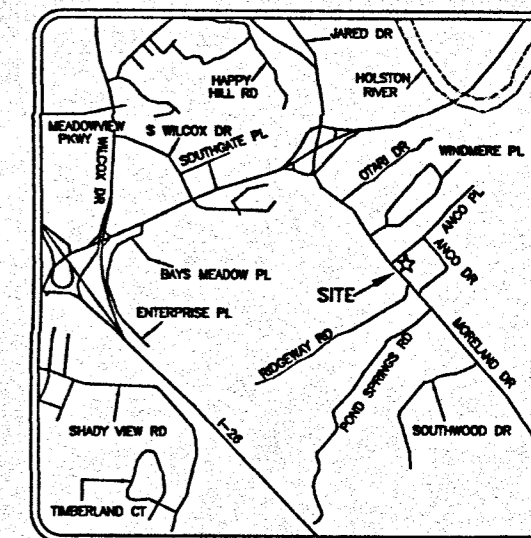 JARED DR
HAPPY
HILL RD
HOLSTON
RIVER
MEADOWVIEW
PKWY
S WILCOX DR
SOUTHGATE PL
WILCOX DR
OTARI DR
WINDMERE PL
ANCO PL
ANCO DR
BAYS MEADOW PL
SITE
ENTERPRISE PL
RIDGEWAY RD
MORELAND DR
POND SPRINGS RD
SHADY VIEW RD
I-26
SOUTHWOOD DR
TIMBERLAND CT